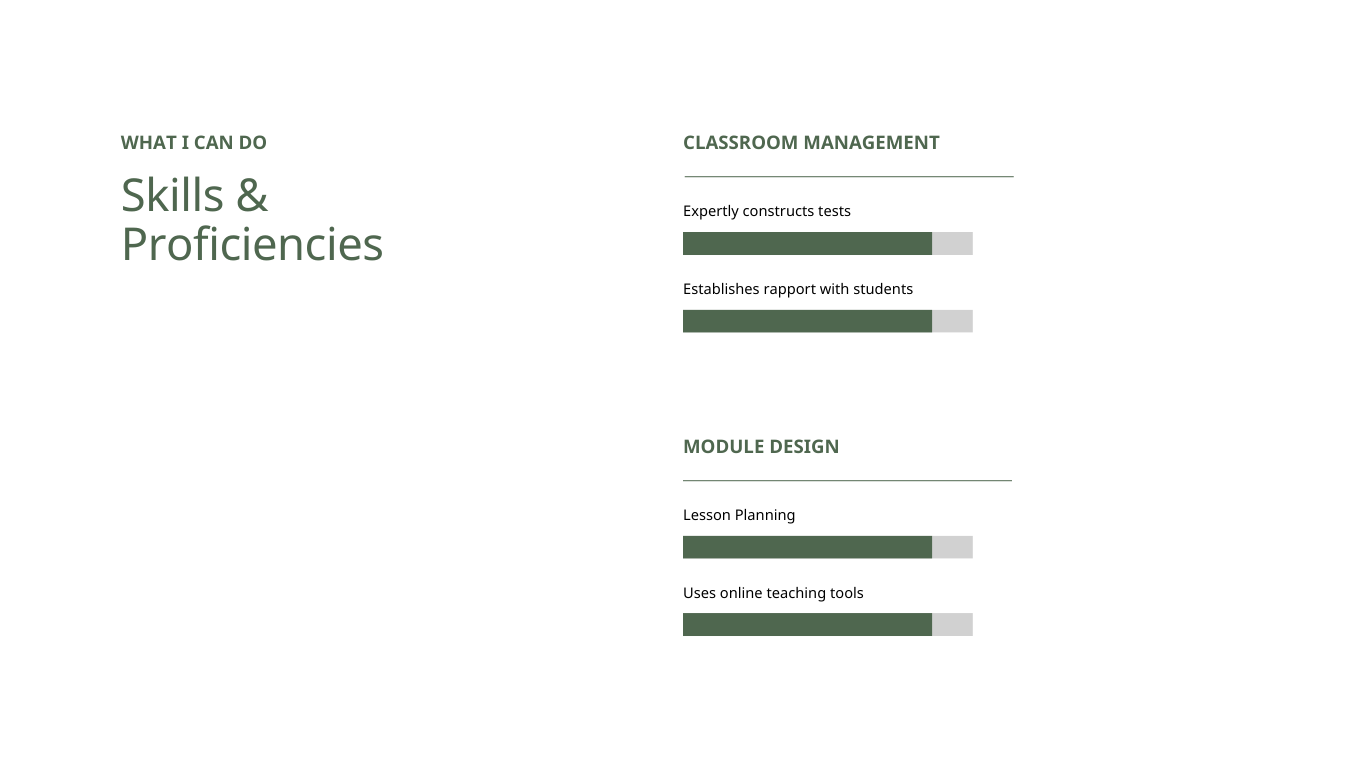 WHAT I CAN DO
Skills &
Proficiencies
CLASSROOM MANAGEMENT
Expertly constructs tests
Establishes rapport with students
MODULE DESIGN
Lesson Planning
Uses online teaching tools